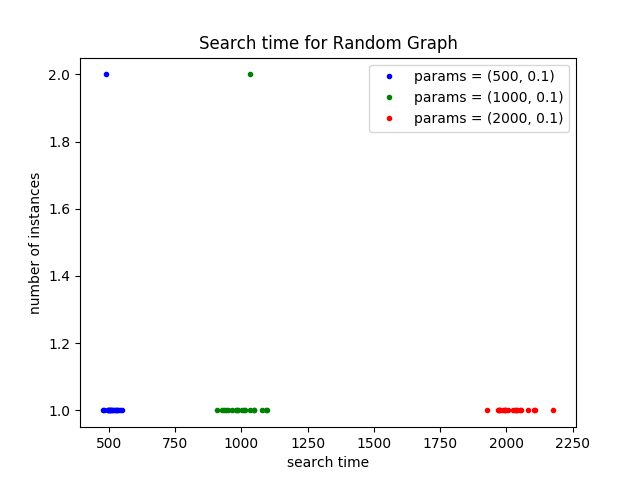 Search time for Random Graph
params = (500, 0.1)
params = (1000, 0.1)
params = (2000, 0.1)
number of instances
2.0
1.8
1.6
1.4
1.2
1.0
500 750 1000 1250 1500 1750 2000 2250
search time